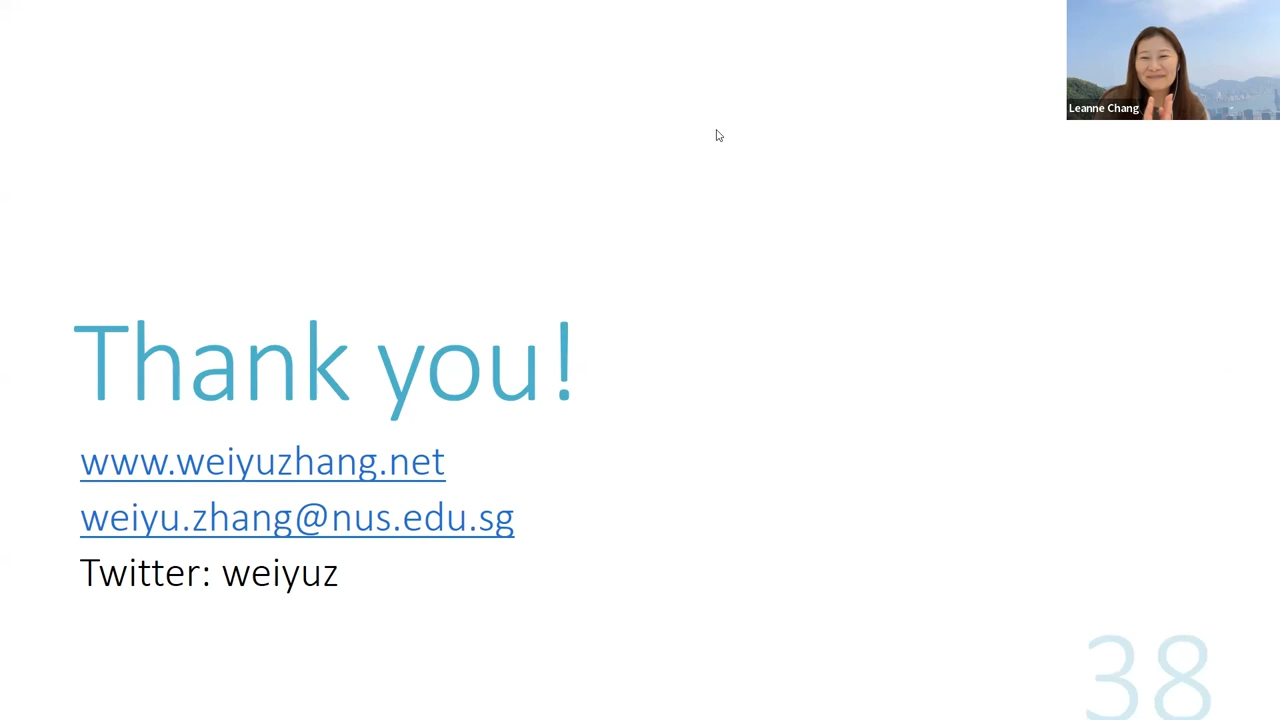 Leanne Chang
Thank you!
www.weiyuzhang.net
weiyu.zhang@nus.edu.sg
Twitter: weiyuz
38